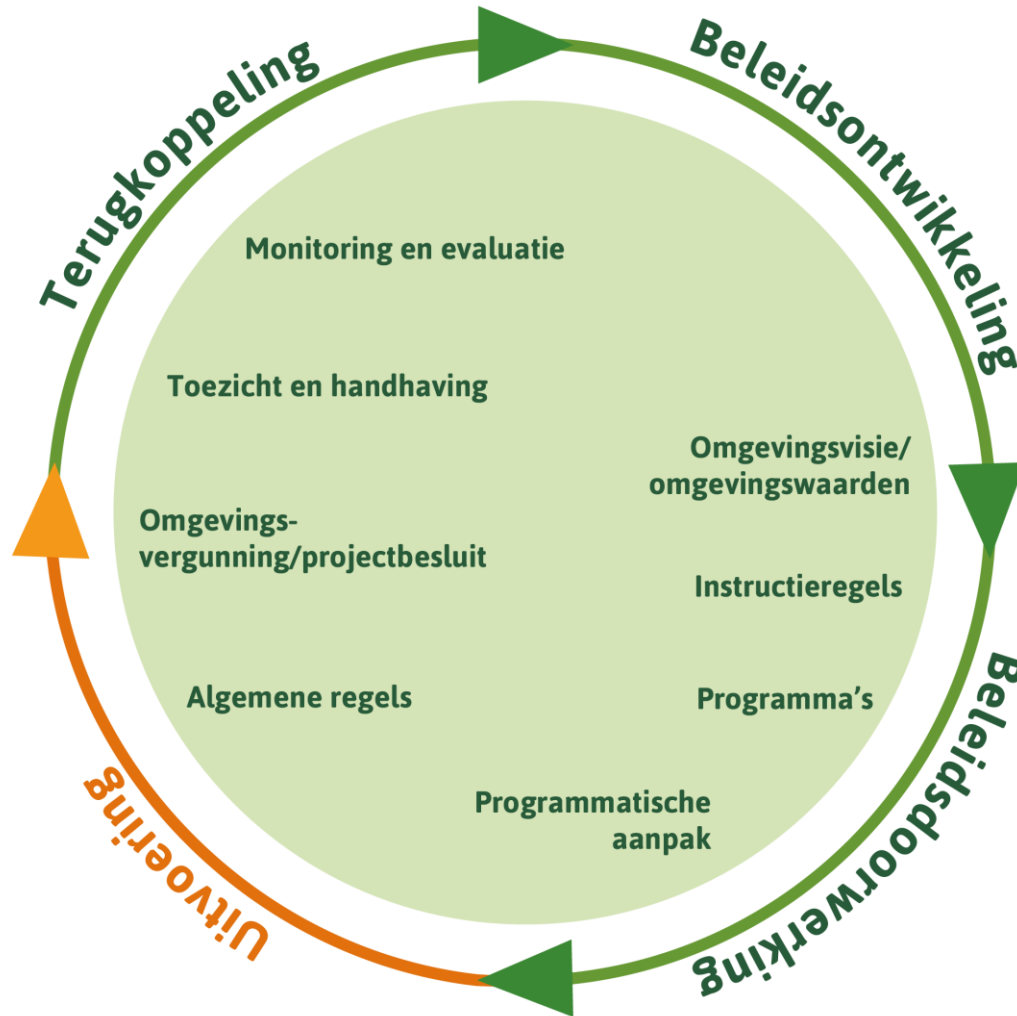 Terugkoppeling
Beleidsontwikkeling
Monitoring en evaluatie
Toezicht en handhaving
Omgevingsvisie/
omgevingswaarden
Omgevings-
vergunning/projectbesluit
Instructieregels
Algemene regels
Programma’s
Programmatische
aanpak
Uitvoering
Beleidsdoorwerking